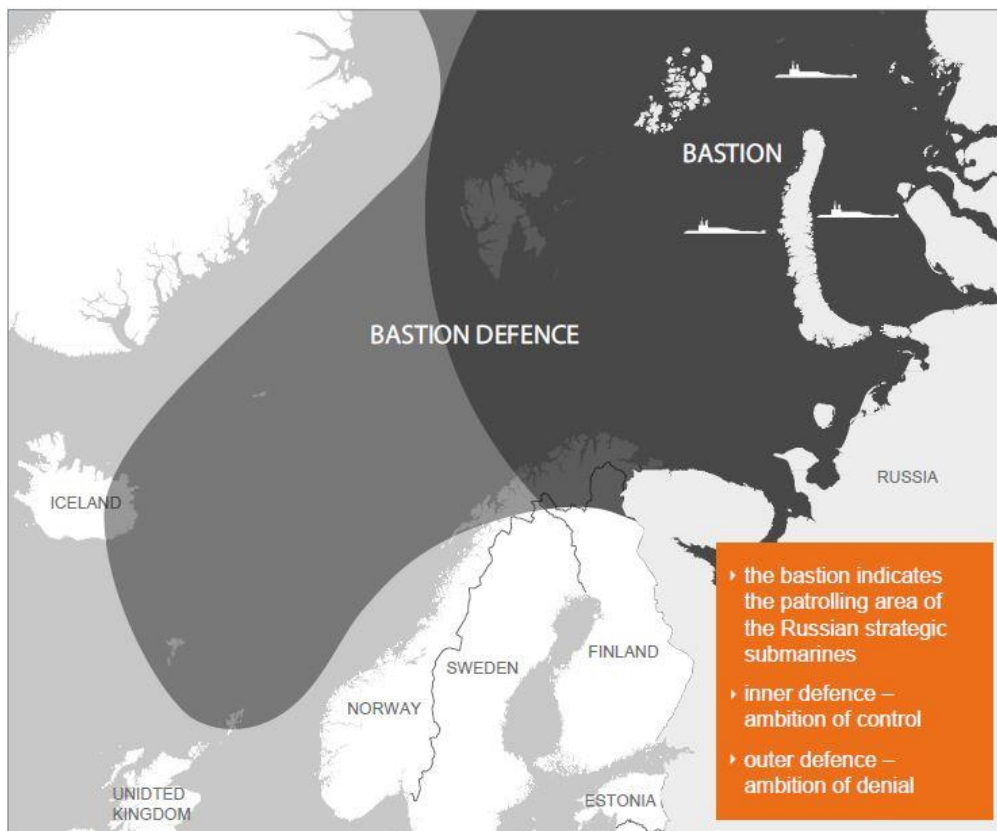 BASTION
BASTION DEFENCE
ICELAND
RUSSIA
NORWAY
SWEDEN
FINLAND
UNIDTED
KINGDOM
ESTONIA
‣ the bastion indicates
the patrolling area of
the Russian strategic
submarines
‣ inner defence –
ambition of control
‣ outer defence –
ambition of denial